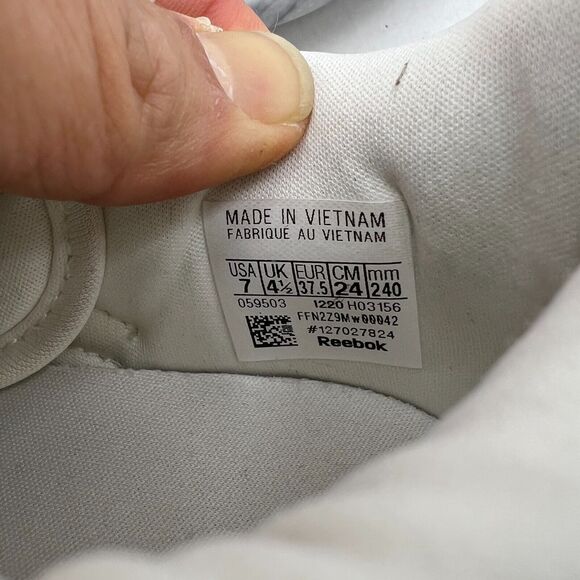 MADE IN VIETNAM
FABRIQUÉ AU VIETNAM
USA UK EUR CM mm
7 4½ 37.5 24 240
059503 1220 H03156
FFN2Z9Mw00042
#127027824
Reebok